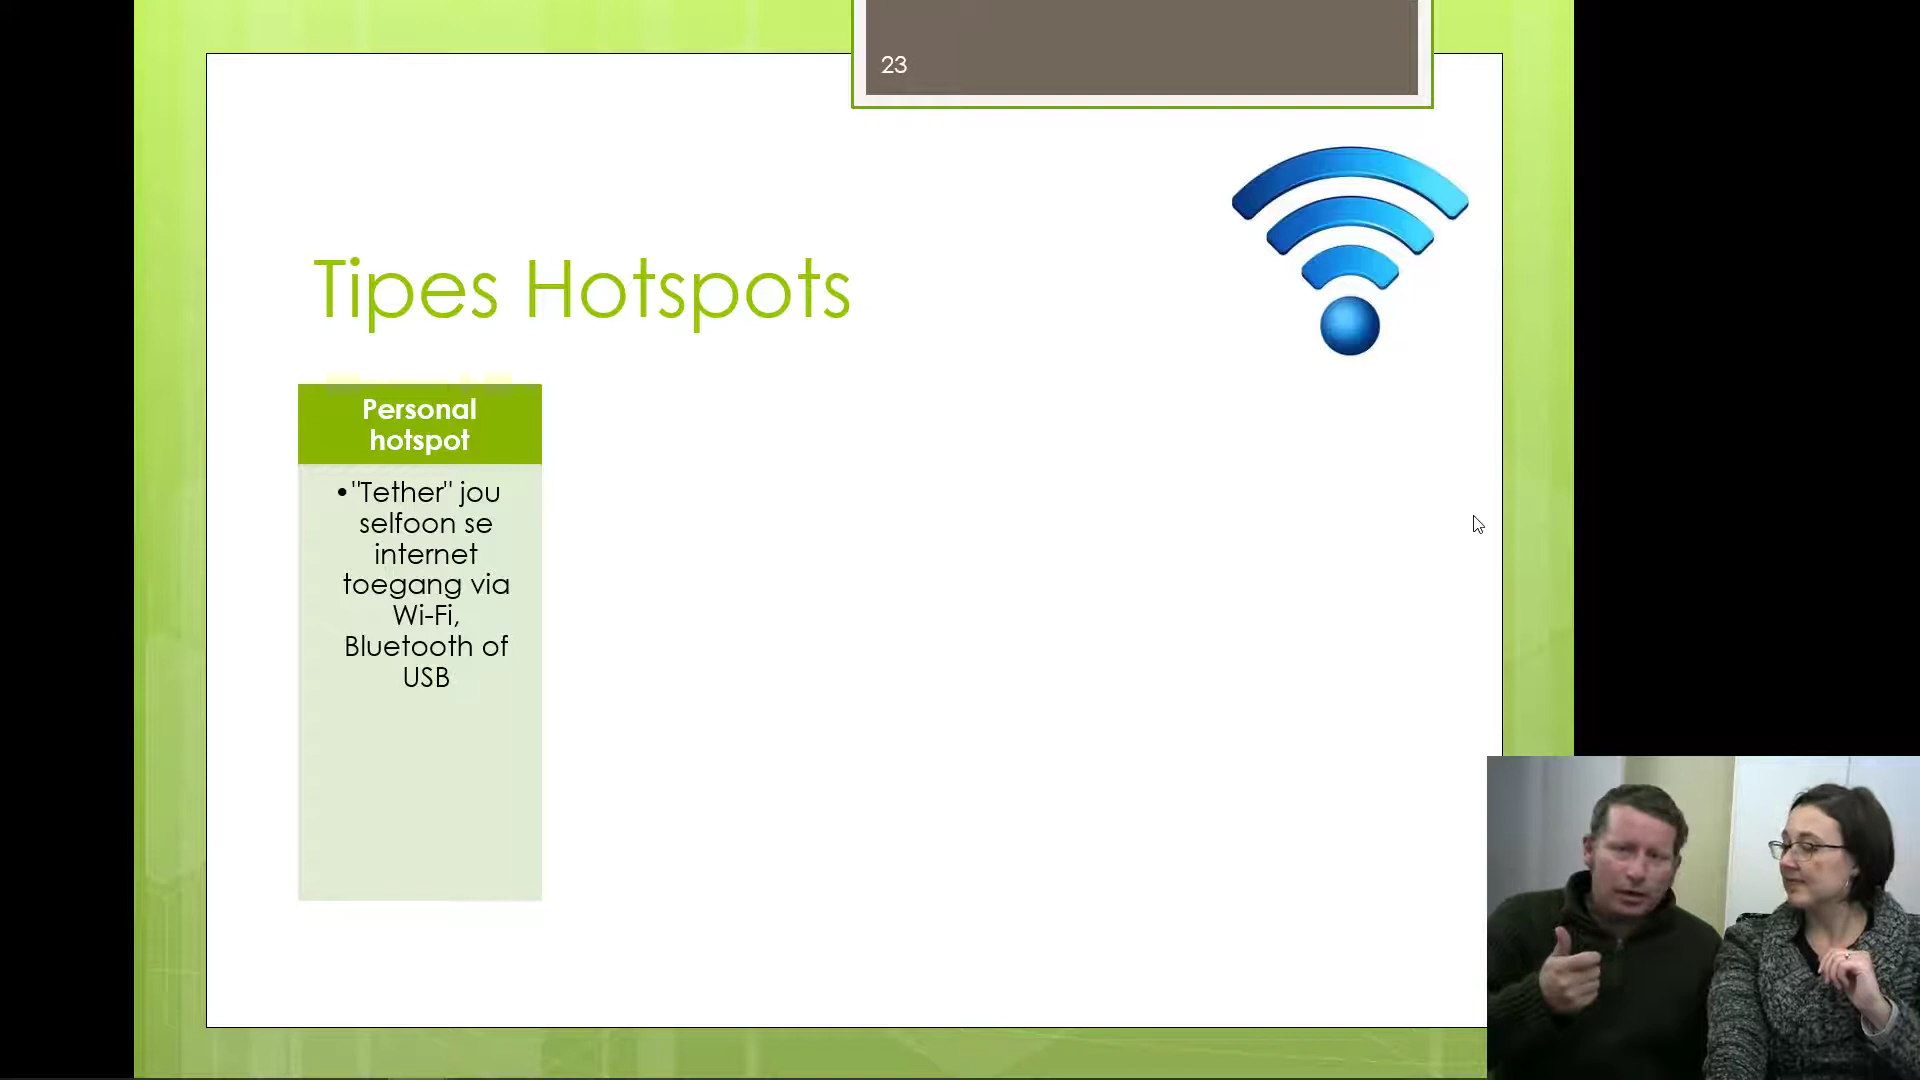 23
Tipes Hotspots
Personal
hotspot
•"Tether" jou
selfoon se
internet
toegang via
Wi-Fi,
Bluetooth of
USB